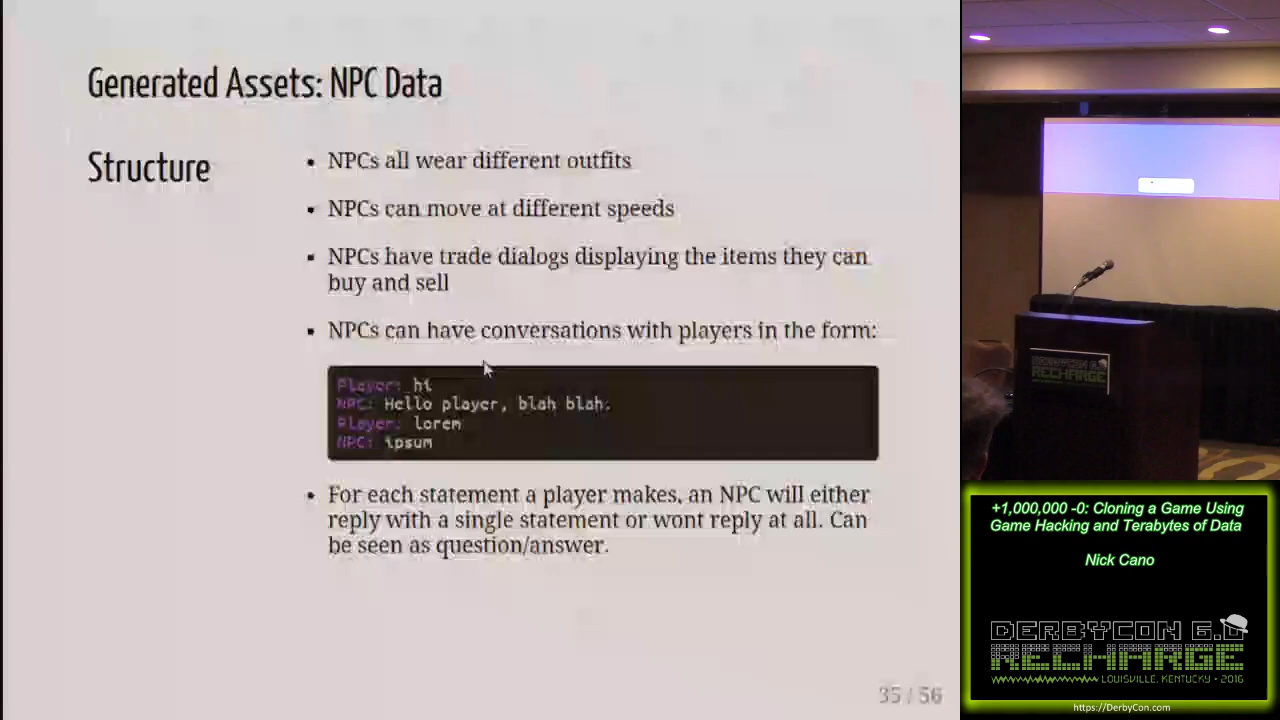 Generated Assets: NPC Data
Structure
NPCs all wear different outfits
NPCs can move at different speeds
NPCs have trade dialogs displaying the items they can
buy and sell
NPCs can have conversations with players in the form:
Player: hi
NPC: Hello player, blah blah.
Player: lorem
NPC: ipsum
For each statement a player makes, an NPC will either
reply with a single statement or wont reply at all. Can
be seen as question/answer.
35 / 56
DERBYCON
RECHARGE
+1,000,000 -0: Cloning a Game Using
Game Hacking and Terabytes of Data
Nick Cano
DERBYCON 6.0
RECHARGE
LOUISVILLE, KENTUCKY • 2016
https://DerbyCon.com